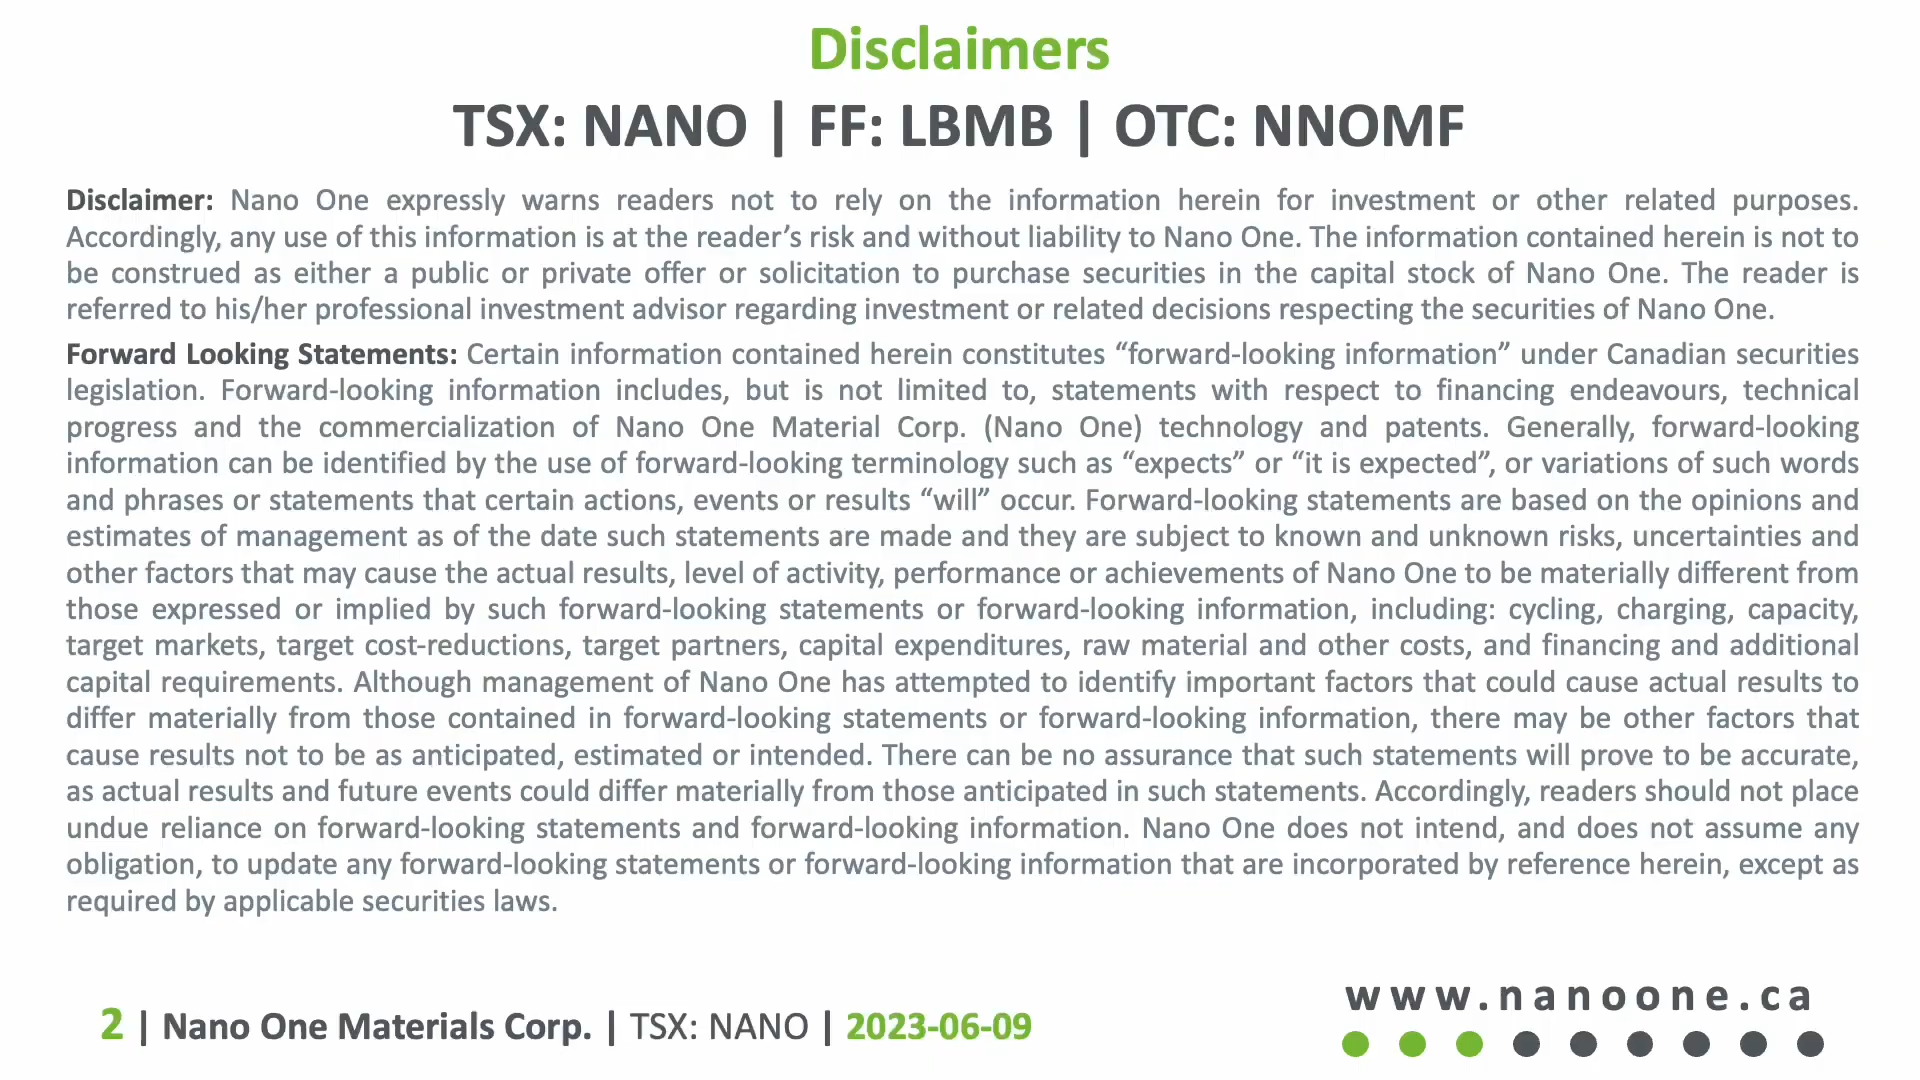 Disclaimers
TSX: NANO | FF: LBMB | OTC: NNOMF
Disclaimer: Nano One expressly warns readers not to rely on the information herein for investment or other related purposes.
Accordingly, any use of this information is at the reader’s risk and without liability to Nano One. The information contained herein is not to
be construed as either a public or private offer or solicitation to purchase securities in the capital stock of Nano One. The reader is
referred to his/her professional investment advisor regarding investment or related decisions respecting the securities of Nano One.
Forward Looking Statements: Certain information contained herein constitutes “forward-looking information” under Canadian securities
legislation. Forward-looking information includes, but is not limited to, statements with respect to financing endeavours, technical
progress and the commercialization of Nano One Material Corp. (Nano One) technology and patents. Generally, forward-looking
information can be identified by the use of forward-looking terminology such as “expects” or “it is expected”, or variations of such words
and phrases or statements that certain actions, events or results “will” occur. Forward-looking statements are based on the opinions and
estimates of management as of the date such statements are made and they are subject to known and unknown risks, uncertainties and
other factors that may cause the actual results, level of activity, performance or achievements of Nano One to be materially different from
those expressed or implied by such forward-looking statements or forward-looking information, including: cycling, charging, capacity,
target markets, target cost-reductions, target partners, capital expenditures, raw material and other costs, and financing and additional
capital requirements. Although management of Nano One has attempted to identify important factors that could cause actual results to
differ materially from those contained in forward-looking statements or forward-looking information, there may be other factors that
cause results not to be as anticipated, estimated or intended. There can be no assurance that such statements will prove to be accurate,
as actual results and future events could differ materially from those anticipated in such statements. Accordingly, readers should not place
undue reliance on forward-looking statements and forward-looking information. Nano One does not intend, and does not assume any
obligation, to update any forward-looking statements or forward-looking information that are incorporated by reference herein, except as
required by applicable securities laws.
www.nanoone.ca
2 | Nano One Materials Corp. | TSX: NANO | 2023-06-09